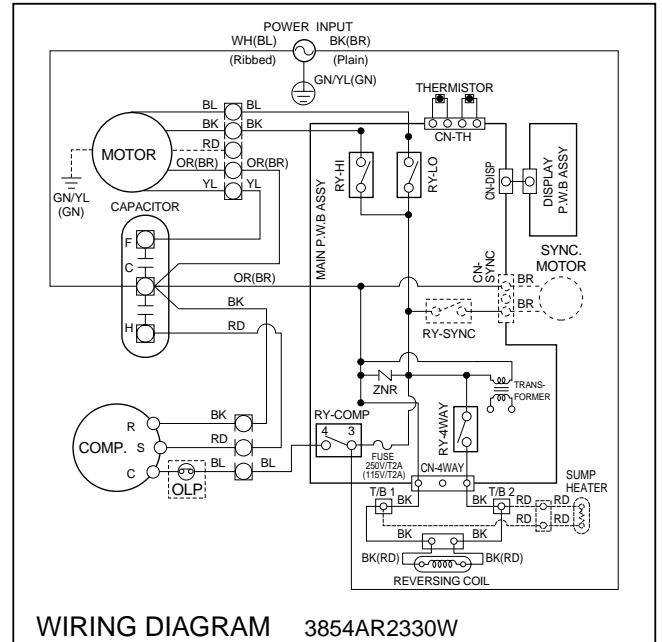 POWER INPUT
WH(BL) BK(BR)
(Ribbed) (Plain)
GN/YL(GN)
THERMISTOR
BL BL
BK BK
CN-TH
RD
MOTOR
OR(BR) OR(BR)
YL YL
GN/YL
(GN)
MAIN P.W.B ASSY
RY-HI
RY-LO
CN-DISP
DISPLAY
P.W.B ASSY
CAPACITOR
F
C
H
OR(BR)
BK
RD
CN-
SYNC
SYNC.
MOTOR
BR
BR
RY-SYNC
ZNR
TRANS-
FORMER
RY-COMP
4 3
RY-4WAY
FUSE
250V/T2A
(115V/T2A)
CN-4WAY
R
COMP. S
C
BK
RD
BL BL
OLP
SUMP
HEATER
T/B 1 BK BK T/B 2 RD RD
RD RD
BK BK
BK(RD) BK(RD)
REVERSING COIL
WIRING DIAGRAM 3854AR2330W